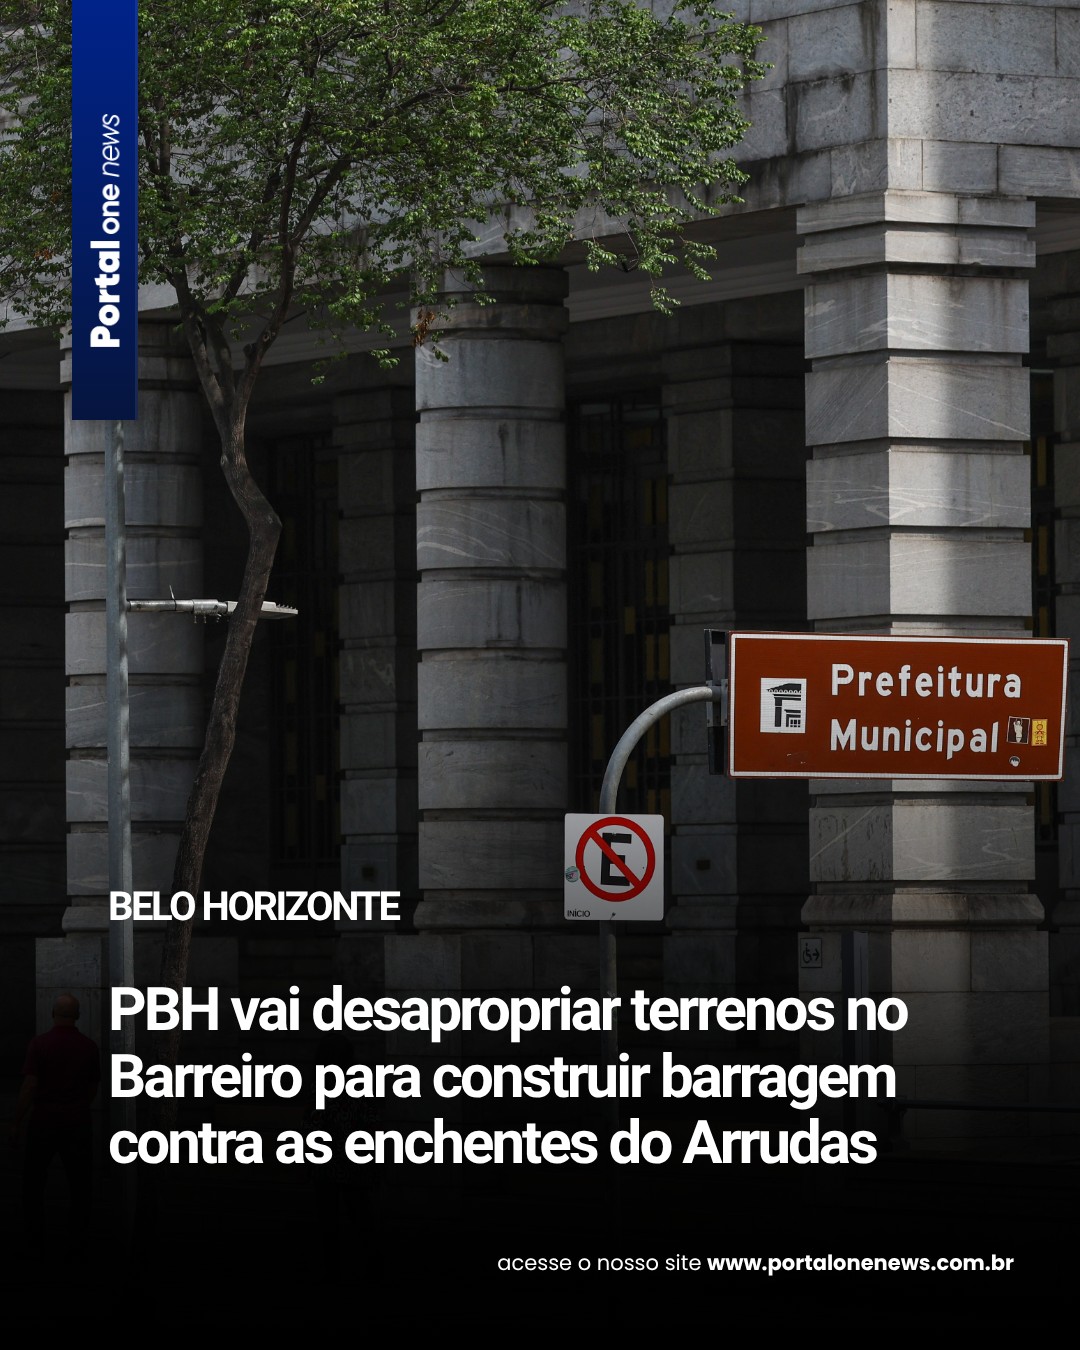 Portal one news
Prefeitura
Municipal
E
INÍCIO
BELO HORIZONTE
PBH vai desapropriar terrenos no
Barreiro para construir barragem
contra as enchentes do Arrudas
acesse o nosso site www.portalonenews.com.br